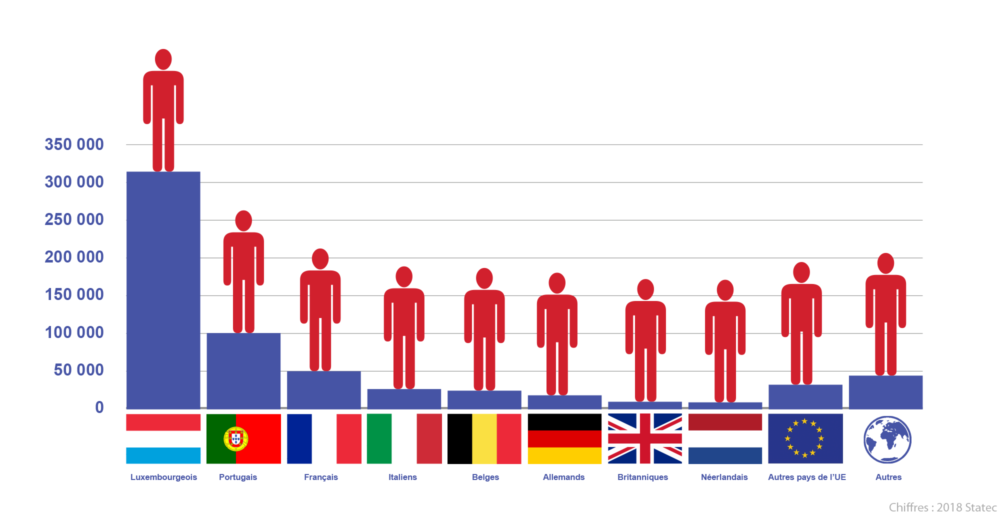 350 000
300 000
250 000
200 000
150 000
100 000
50 000
0
Luxembourgeois
Portugais
Français
Italiens
Belges
Allemands
Britanniques
Néerlandais
Autres pays de l’UE
Autres
Chiffres : 2018 Statec